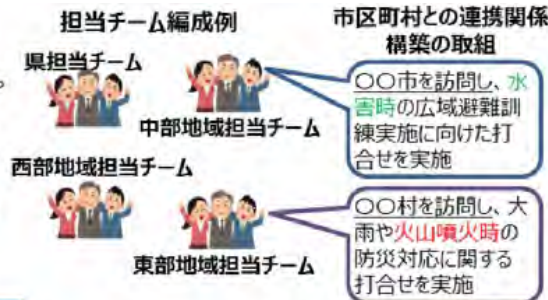 担当チーム編成例
市区町村との連携関係
構築の取組
県担当チーム
。
中部地域担当チーム
〇〇市を訪問し、水
害時の広域避難訓
練実施に向けた打
合せを実施
西部地域担当チーム
東部地域担当チーム
〇〇村を訪問し、大
雨や火山噴火時の
防災対応に関する
打合せを実施